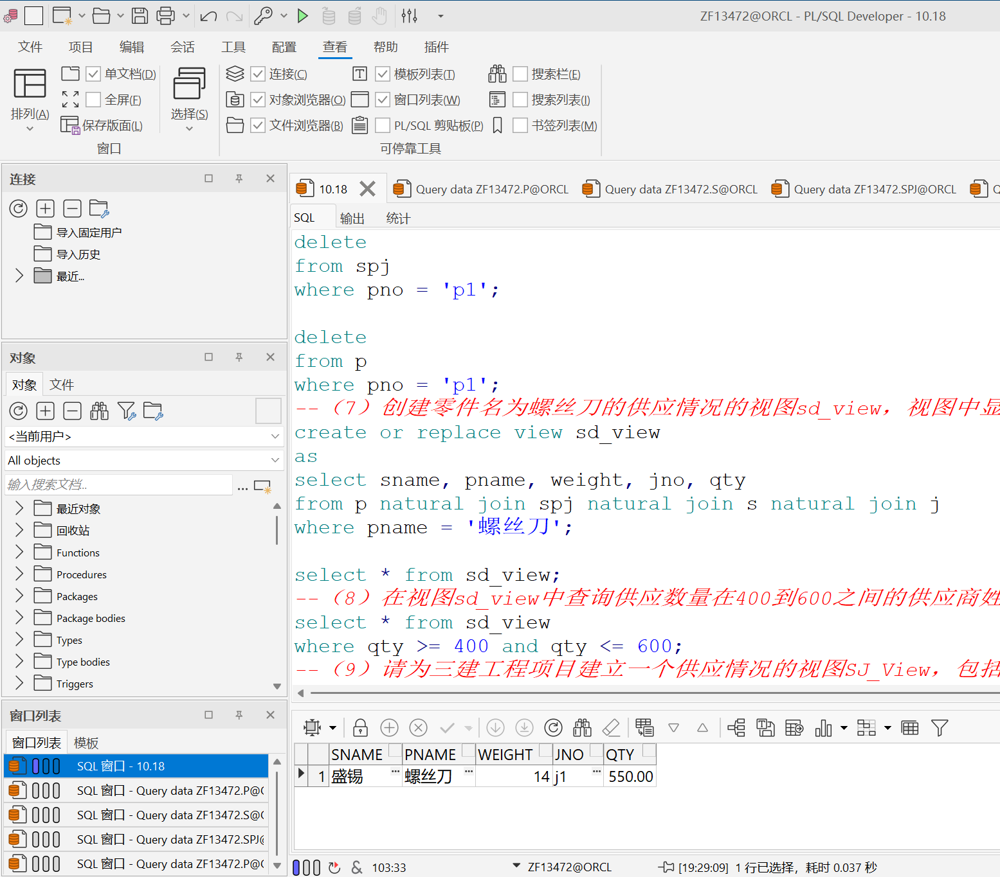 ZF13472@ORCL - PL/SQL Developer - 10.18
文件 项目 编辑 会话 工具 配置 查看 帮助 插件
排列(A)
单文档(D)
全屏(F)
保存版面(L)
选择(S)
窗口
连接(C)
对象浏览器(O)
文件浏览器(B)
模板列表(T)
窗口列表(W)
PL/SQL 剪贴板(P)
搜索栏(E)
搜索列表(I)
书签列表(M)
可停靠工具
连接
导入固定用户
导入历史
最近...
对象
对象 文件
<当前用户>
All objects
输入搜索文档...
最近对象
回收站
Functions
Procedures
Packages
Package bodies
Types
Type bodies
Triggers
窗口列表
窗口列表 模板
SQL 窗口 - 10.18
SQL 窗口 - Query data ZF13472.P@
SQL 窗口 - Query data ZF13472.S@
SQL 窗口 - Query data ZF13472.SPJ@
SQL 窗口 - Query data ZF13472.P@
10.18 Query data ZF13472.P@ORCL Query data ZF13472.S@ORCL Query data ZF13472.SPJ@ORCL
SQL 输出 统计
delete
from spj
where pno = 'p1';
delete
from p
where pno = 'p1';
--（7）创建零件名为螺丝刀的供应情况的视图sd_view，视图中显
create or replace view sd_view
as
select sname, pname, weight, jno, qty
from p natural join spj natural join s natural join j
where pname = '螺丝刀';
select * from sd_view;
--（8）在视图sd_view中查询供应数量在400到600之间的供应商姓
select * from sd_view
where qty >= 400 and qty <= 600;
--（9）请为三建工程项目建立一个供应情况的视图SJ_View，包括
SNAME PNAME WEIGHT JNO QTY
1 盛锡 ... 螺丝刀 ... 14 j1 ... 550.00
& 103:33 ZF13472@ORCL [19:29:09] 1 行已选择，耗时 0.037 秒